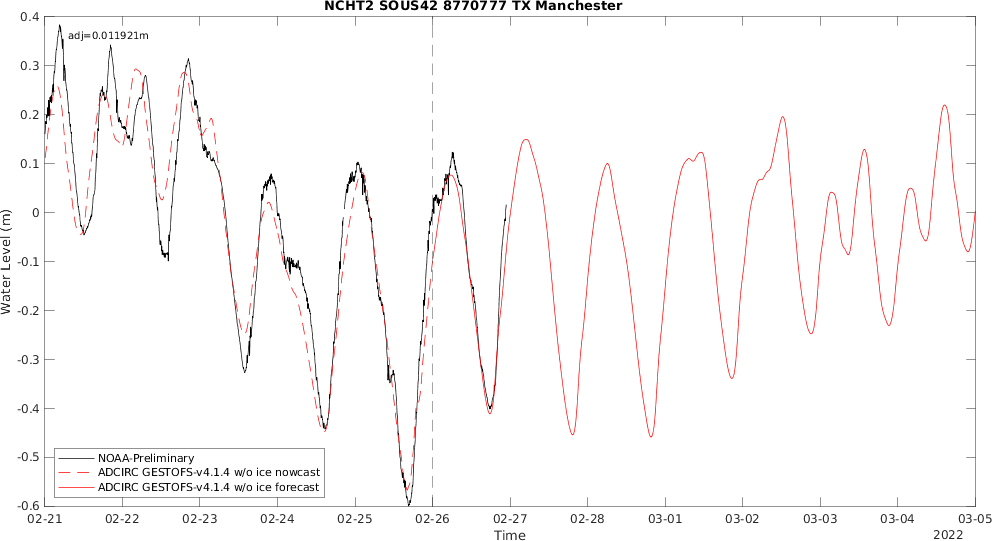 NCHT2 SOUS42 8770777 TX Manchester
adj=0.011921m
0.4
0.3
0.2
0.1
0
-0.1
-0.2
-0.3
-0.4
-0.5
-0.6
Water Level (m)
NOAA-Preliminary
ADCIRC GESTOFS-v4.1.4 w/o ice nowcast
ADCIRC GESTOFS-v4.1.4 w/o ice forecast
02-21 02-22 02-23 02-24 02-25 02-26 02-27 02-28 03-01 03-02 03-03 03-04 03-05
Time
2022